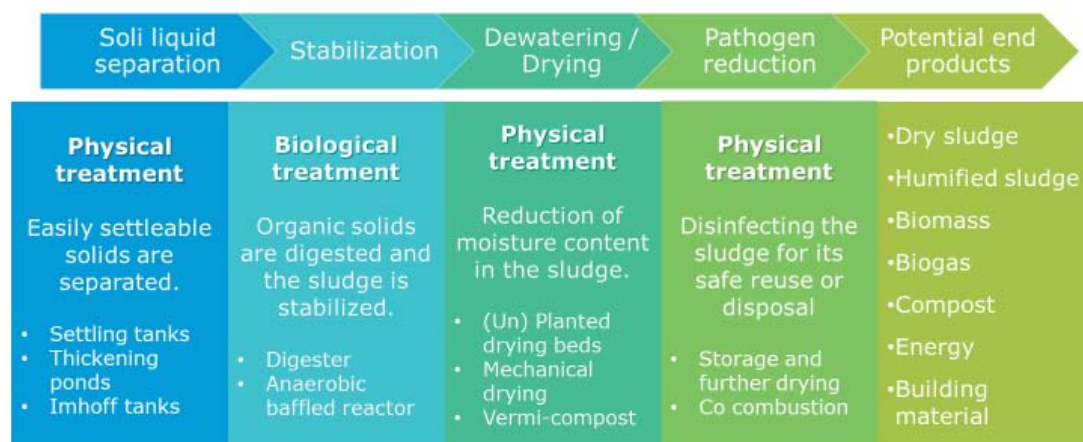 Soli liquid
separation
Stabilization
Dewatering /
Drying
Pathogen
reduction
Potential end
products
Physical
treatment
Easily settleable
solids are
separated.
• Settling tanks
• Thickening
ponds
• Imhoff tanks
Biological
treatment
Organic solids
are digested and
the sludge is
stabilized.
• Digester
• Anaerobic
baffled reactor
Physical
treatment
Reduction of
moisture content
in the sludge.
• (Un) Planted
drying beds
• Mechanical
drying
• Vermi-compost
Physical
treatment
Disinfecting the
sludge for its
safe reuse or
disposal
• Storage and
further drying
• Co combustion
•Dry sludge
•Humified sludge
•Biomass
•Biogas
•Compost
•Energy
•Building
material